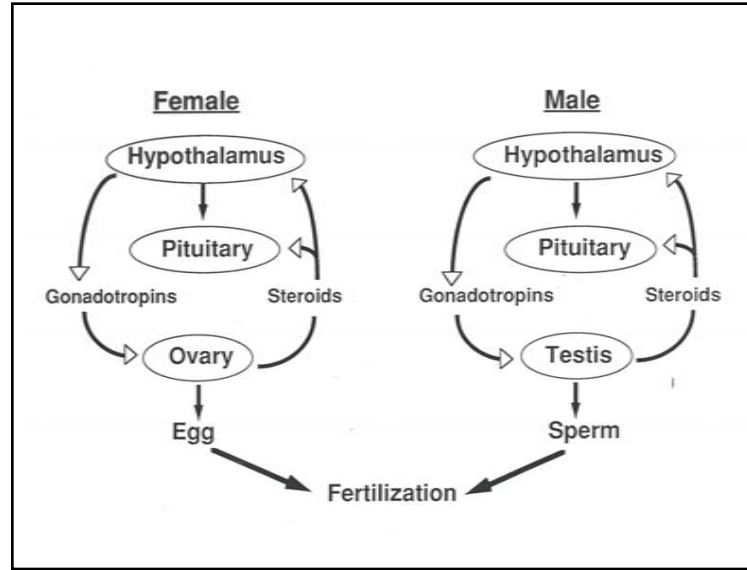 Female
Hypothalamus
Pituitary
Gonadotropins
Steroids
Ovary
Egg
Male
Hypothalamus
Pituitary
Gonadotropins
Steroids
Testis
Sperm
Fertilization